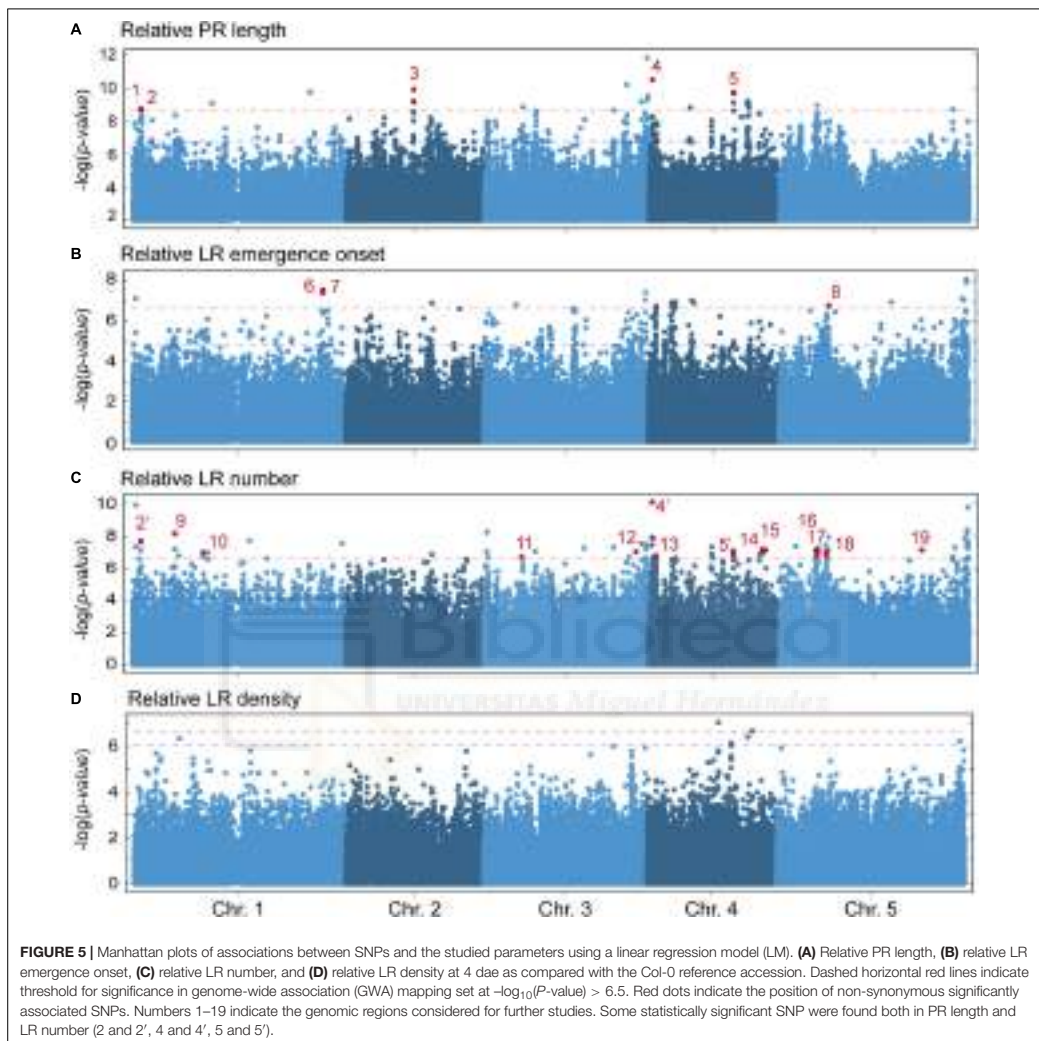 A Relative PR length
12
10
8
6
4
2
-log(p-value)
1 2 3 4 5
B Relative LR emergence onset
8
6
4
2
0
-log(p-value)
6 7 8
C Relative LR number
10
8
6
4
2
0
-log(p-value)
2' 9 10 11 12 4' 13 5' 14 15 16 17 18 19
Biblioteca
UNIVERSITAS Miguel Hernández
D Relative LR density
6
4
2
0
-log(p-value)
Chr. 1 Chr. 2 Chr. 3 Chr. 4 Chr. 5
FIGURE 5 | Manhattan plots of associations between SNPs and the studied parameters using a linear regression model (LM). (A) Relative PR length, (B) relative LR
emergence onset, (C) relative LR number, and (D) relative LR density at 4 dae as compared with the Col-0 reference accession. Dashed horizontal red lines indicate
threshold for significance in genome-wide association (GWA) mapping set at –log₁₀(P-value) > 6.5. Red dots indicate the position of non-synonymous significantly
associated SNPs. Numbers 1–19 indicate the genomic regions considered for further studies. Some statistically significant SNP were found both in PR length and
LR number (2 and 2′, 4 and 4′, 5 and 5′).